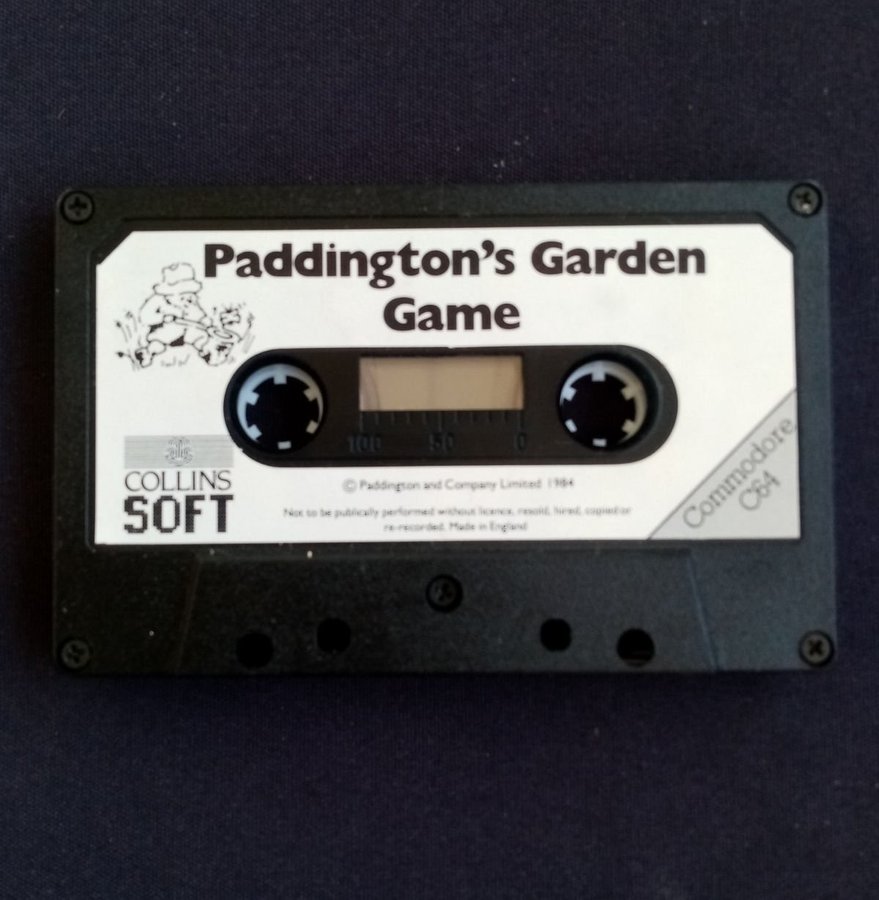 Paddington's Garden
Game
100 50 0
COLLINS
SOFT
© Paddington and Company Limited 1984
Not to be publically performed without licence, resold, hired, copied or
re-recorded. Made in England
Commodore
C64